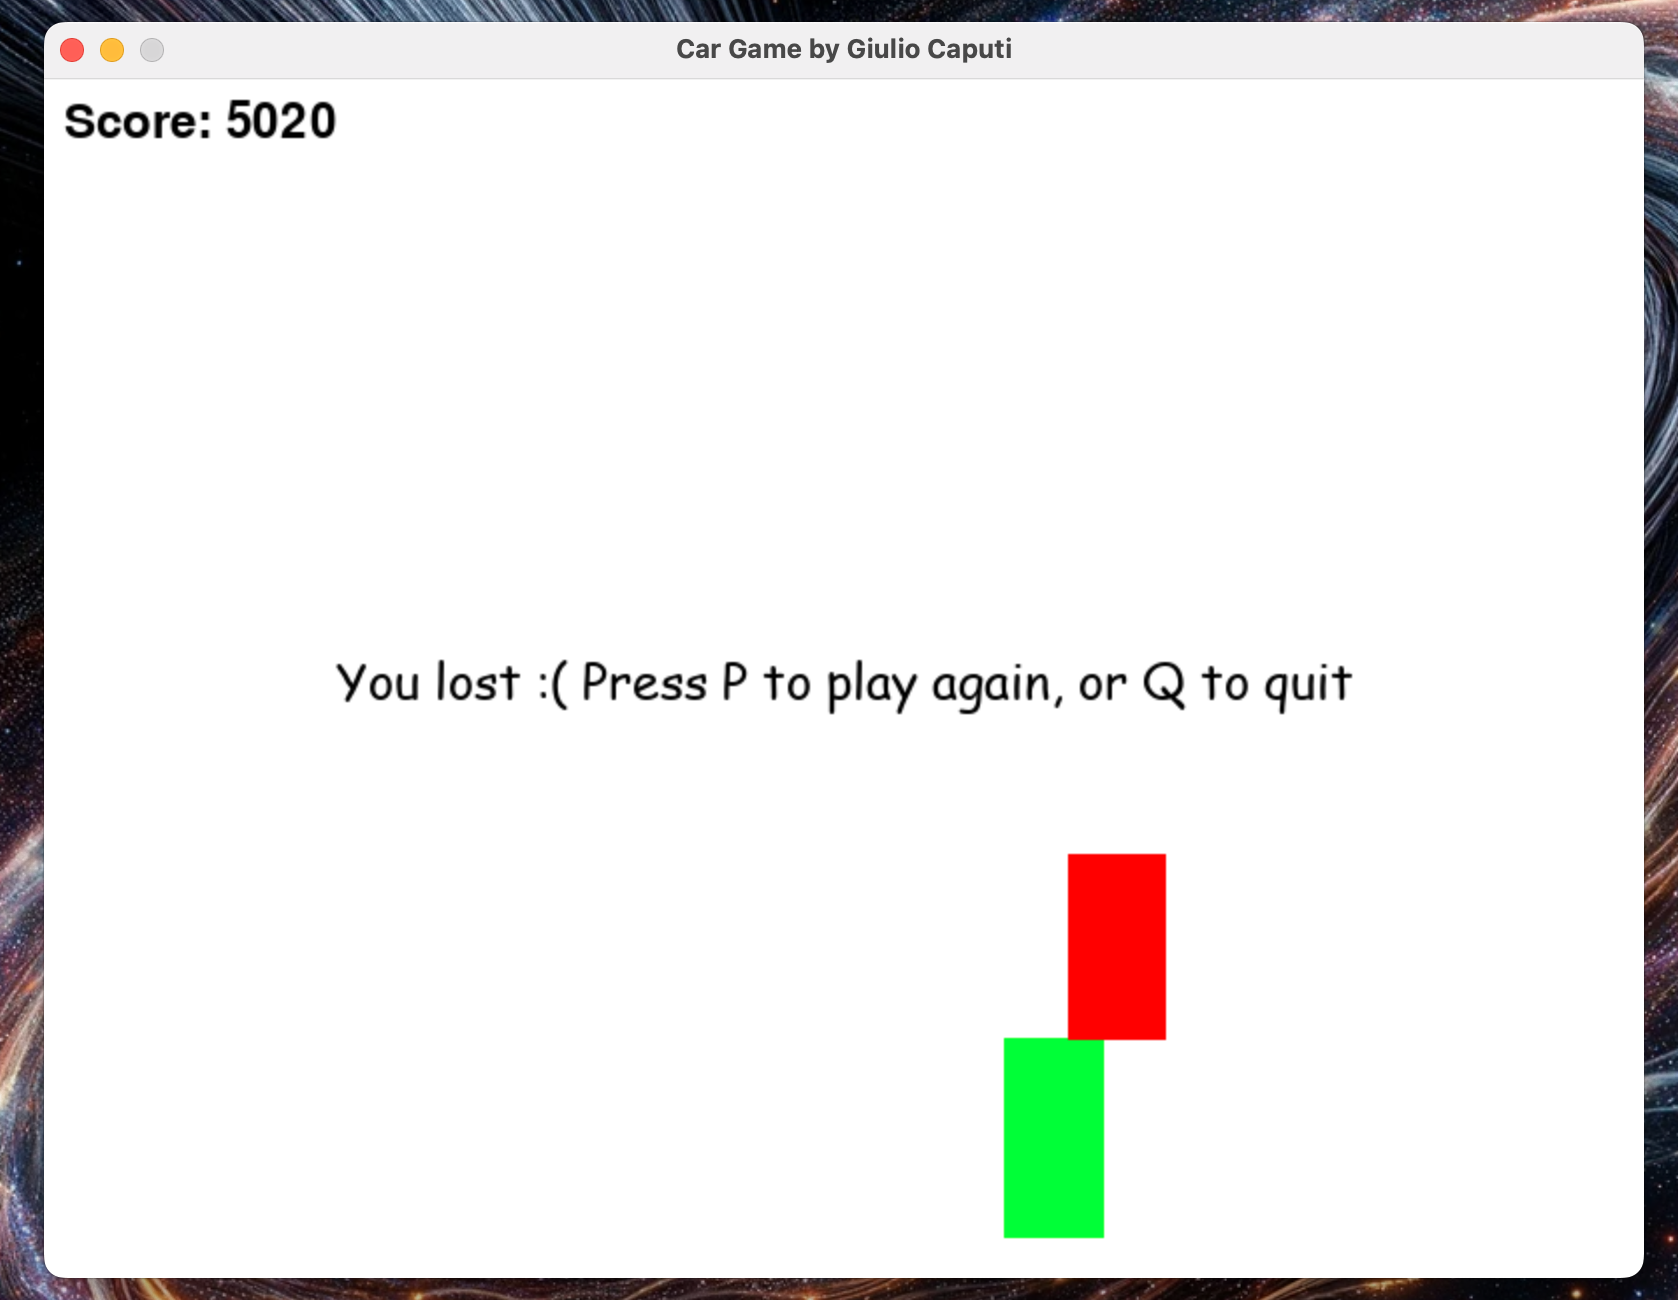 Car Game by Giulio Caputi
Score: 5020
You lost :( Press P to play again, or Q to quit